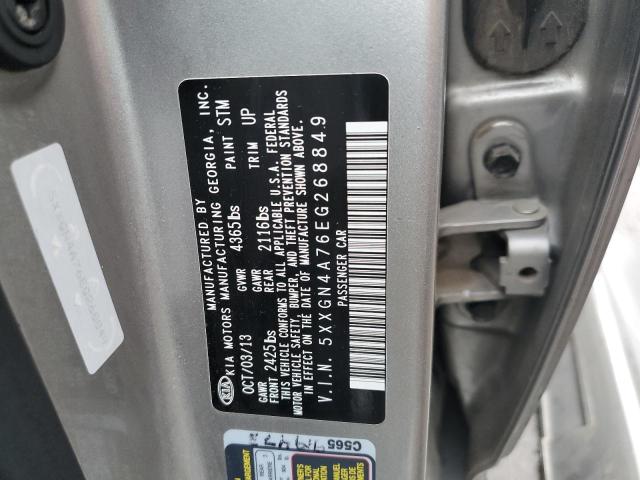 KIA
MANUFACTURED BY
KIA MOTORS MANUFACTURING GEORGIA, INC.
OCT/03/13 GVWR 4365lbs PAINT STM
GAWR FRONT 2425lbs GAWR REAR 2116lbs TRIM UP
THIS VEHICLE CONFORMS TO ALL APPLICABLE U.S.A. FEDERAL
MOTOR VEHICLE SAFETY, BUMPER, AND THEFT PREVENTION STANDARDS
IN EFFECT ON THE DATE OF MANUFACTURE SHOWN ABOVE.
V.I.N. 5XXGN4A76EG268849
PASSENGER CAR
C565